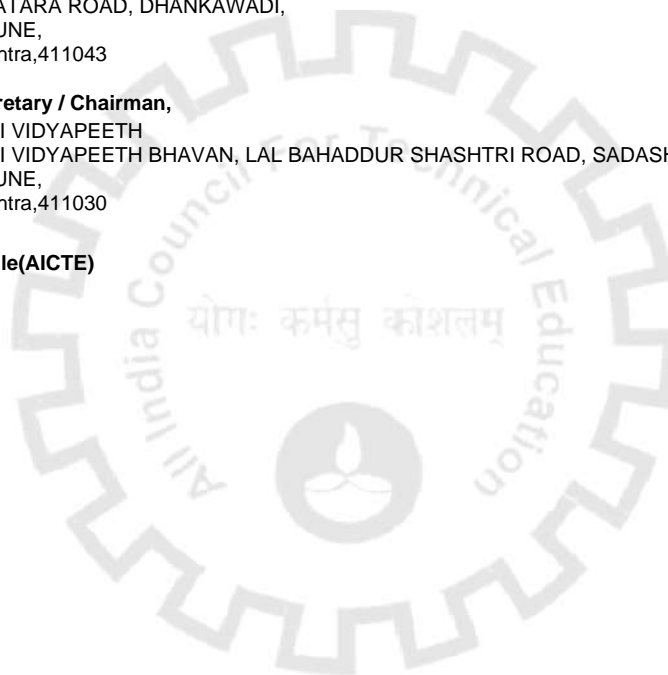 ATARA ROAD, DHANKAWADI,
UNE,
ntra,411043
retary / Chairman,
I VIDYAPEETH
I VIDYAPEETH BHAVAN, LAL BAHADDUR SHASHTRI ROAD, SADASH
UNE,
ntra,411030
le(AICTE)
All India Council For Technical Education
योगः कर्मसु कोशलम्